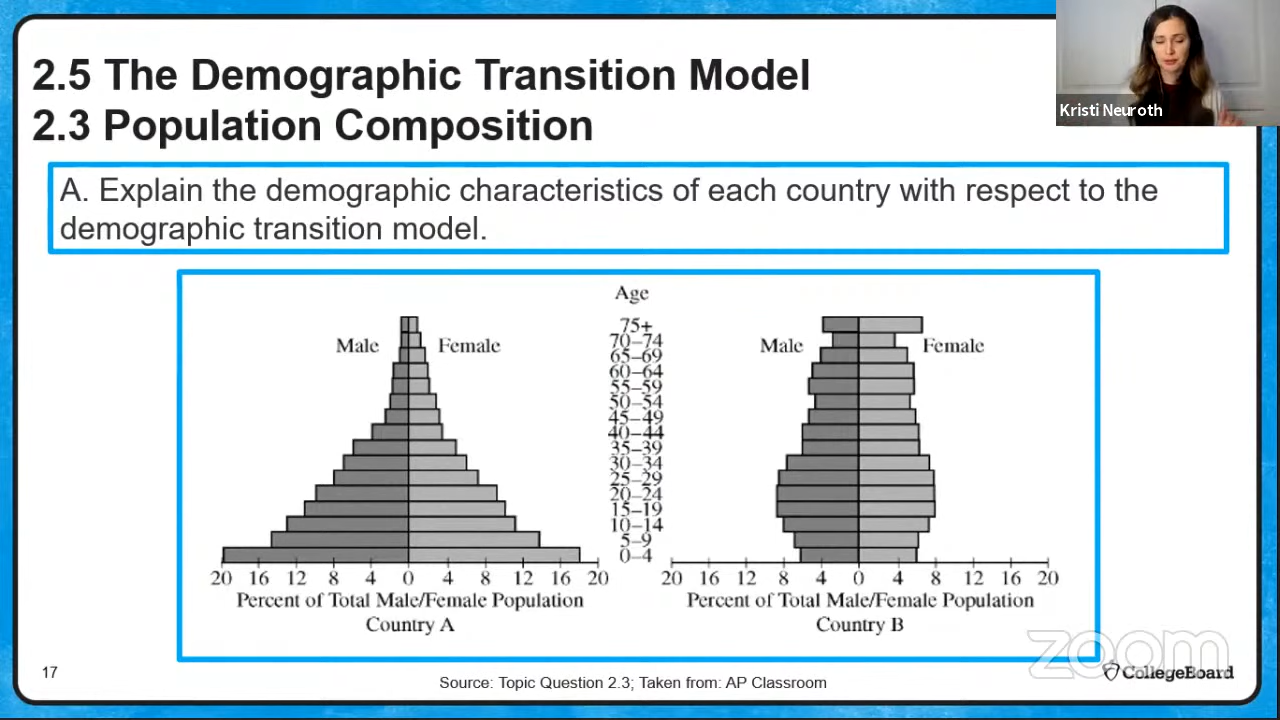 2.5 The Demographic Transition Model
2.3 Population Composition
Kristi Neuroth
A. Explain the demographic characteristics of each country with respect to the
demographic transition model.
Age
Male
Female
75+
70–74
65–69
60–64
55–59
50–54
45–49
40–44
35–39
30–34
25–29
20–24
15–19
10–14
5–9
0–4
Male
Female
20 16 12 8 4 0 4 8 12 16 20
Percent of Total Male/Female Population
Country A
20 16 12 8 4 0 4 8 12 16 20
Percent of Total Male/Female Population
Country B
zoom
17
Source: Topic Question 2.3; Taken from: AP Classroom
CollegeBoard